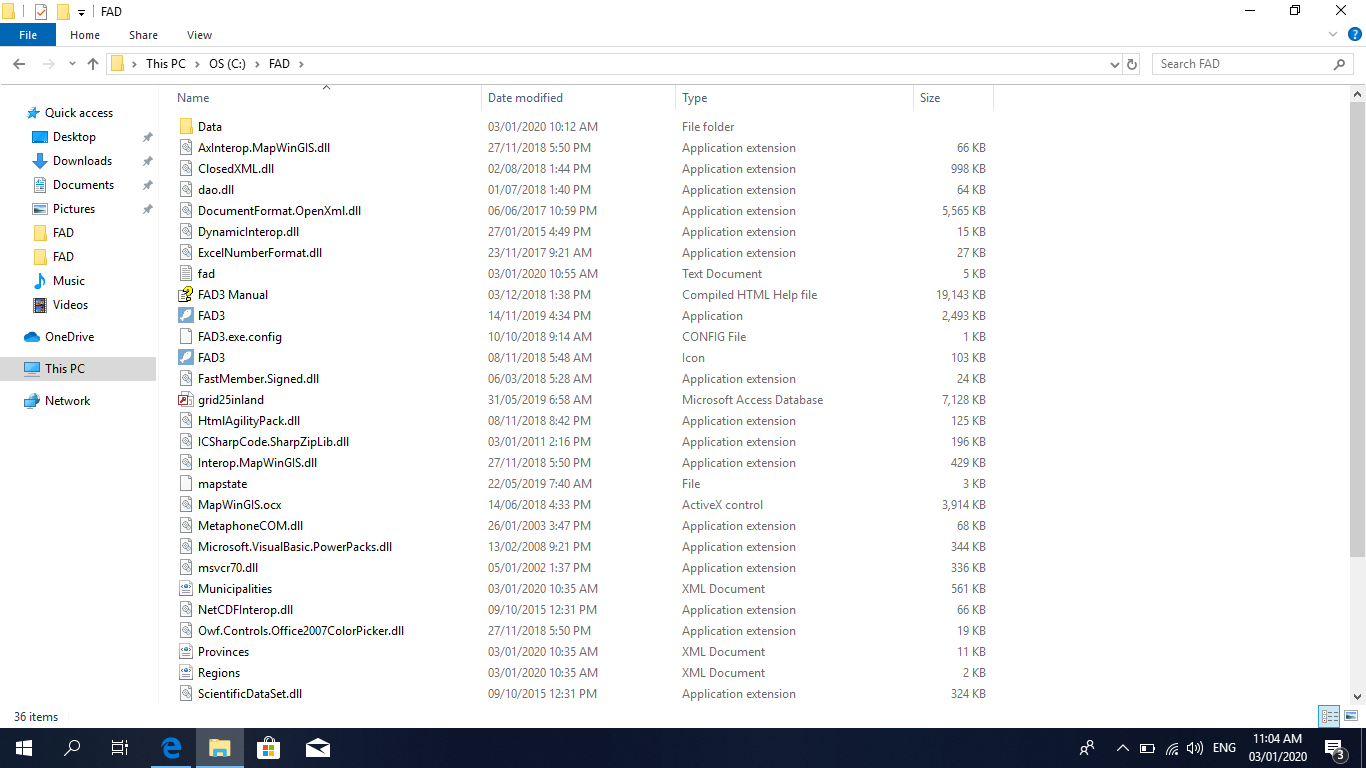 FAD
File Home Share View
This PC OS (C:) FAD Search FAD
Name Date modified Type Size
Quick access
Desktop
Downloads
Documents
Pictures
FAD
FAD
Music
Videos
OneDrive
This PC
Network
Data 03/01/2020 10:12 AM File folder
AxInterop.MapWinGIS.dll 27/11/2018 5:50 PM Application extension 66 KB
ClosedXML.dll 02/08/2018 1:44 PM Application extension 998 KB
dao.dll 01/07/2018 1:40 PM Application extension 64 KB
DocumentFormat.OpenXml.dll 06/06/2017 10:59 PM Application extension 5,565 KB
DynamicInterop.dll 27/01/2015 4:49 PM Application extension 15 KB
ExcelNumberFormat.dll 23/11/2017 9:21 AM Application extension 27 KB
fad 03/01/2020 10:55 AM Text Document 5 KB
FAD3 Manual 03/12/2018 1:38 PM Compiled HTML Help file 19,143 KB
FAD3 14/11/2019 4:34 PM Application 2,493 KB
FAD3.exe.config 10/10/2018 9:14 AM CONFIG File 1 KB
FAD3 08/11/2018 5:48 AM Icon 103 KB
FastMember.Signed.dll 06/03/2018 5:28 AM Application extension 24 KB
grid25inland 31/05/2019 6:58 AM Microsoft Access Database 7,128 KB
HtmlAgilityPack.dll 08/11/2018 8:42 PM Application extension 125 KB
ICSharpCode.SharpZipLib.dll 03/01/2011 2:16 PM Application extension 196 KB
Interop.MapWinGIS.dll 27/11/2018 5:50 PM Application extension 429 KB
mapstate 22/05/2019 7:40 AM File 3 KB
MapWinGIS.ocx 14/06/2018 4:33 PM ActiveX control 3,914 KB
MetaphoneCOM.dll 26/01/2003 3:47 PM Application extension 68 KB
Microsoft.VisualBasic.PowerPacks.dll 13/02/2008 9:21 PM Application extension 344 KB
msvcr70.dll 05/01/2002 1:37 PM Application extension 336 KB
Municipalities 03/01/2020 10:35 AM XML Document 561 KB
NetCDFInterop.dll 09/10/2015 12:31 PM Application extension 66 KB
Owf.Controls.Office2007ColorPicker.dll 27/11/2018 5:50 PM Application extension 19 KB
Provinces 03/01/2020 10:35 AM XML Document 11 KB
Regions 03/01/2020 10:35 AM XML Document 2 KB
ScientificDataSet.dll 09/10/2015 12:31 PM Application extension 324 KB
36 items
ENG 11:04 AM
03/01/2020
3